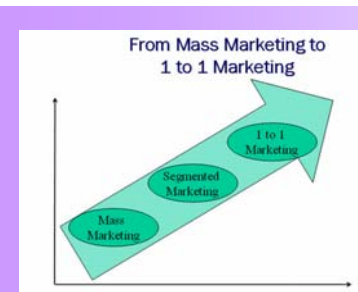 From Mass Marketing to
1 to 1 Marketing
1 to 1
Marketing
Segmented
Marketing
Mass
Marketing